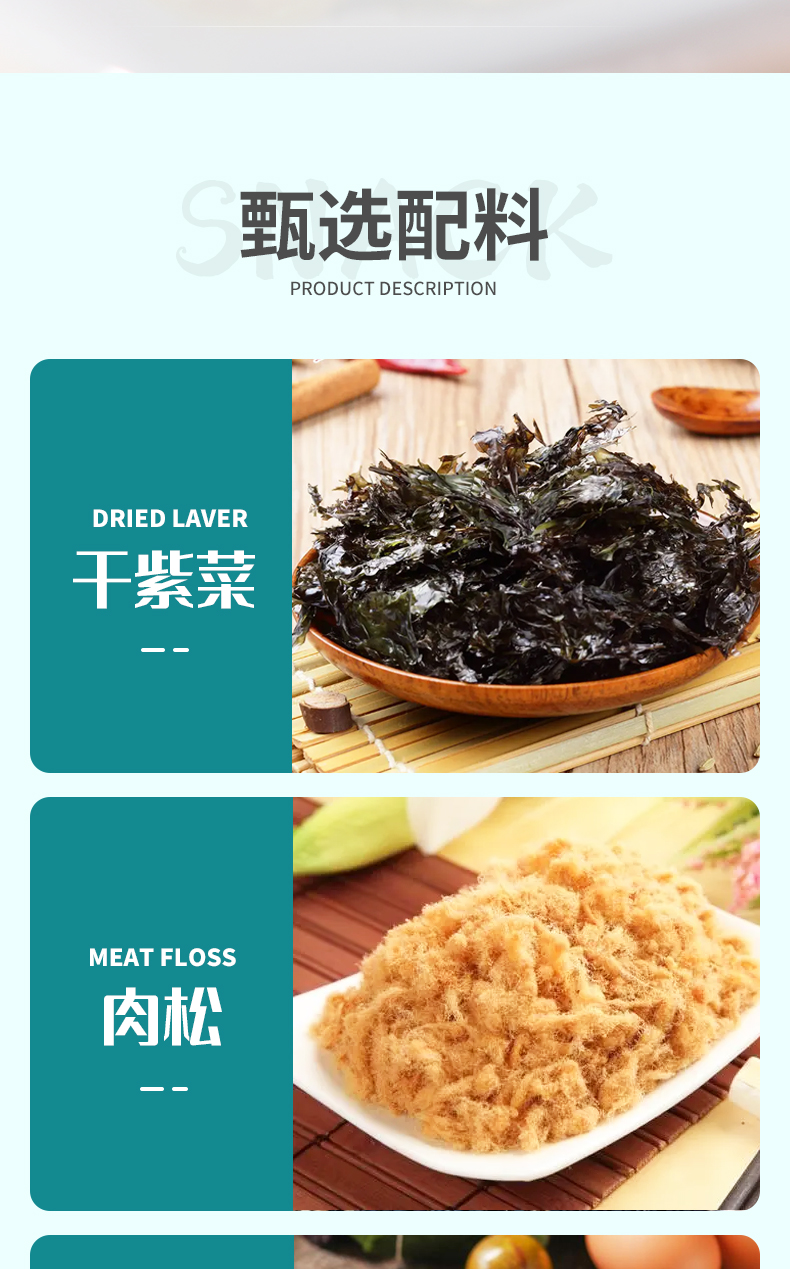 SNACK
甄选配料
PRODUCT DESCRIPTION
DRIED LAVER
干紫菜
MEAT FLOSS
肉松